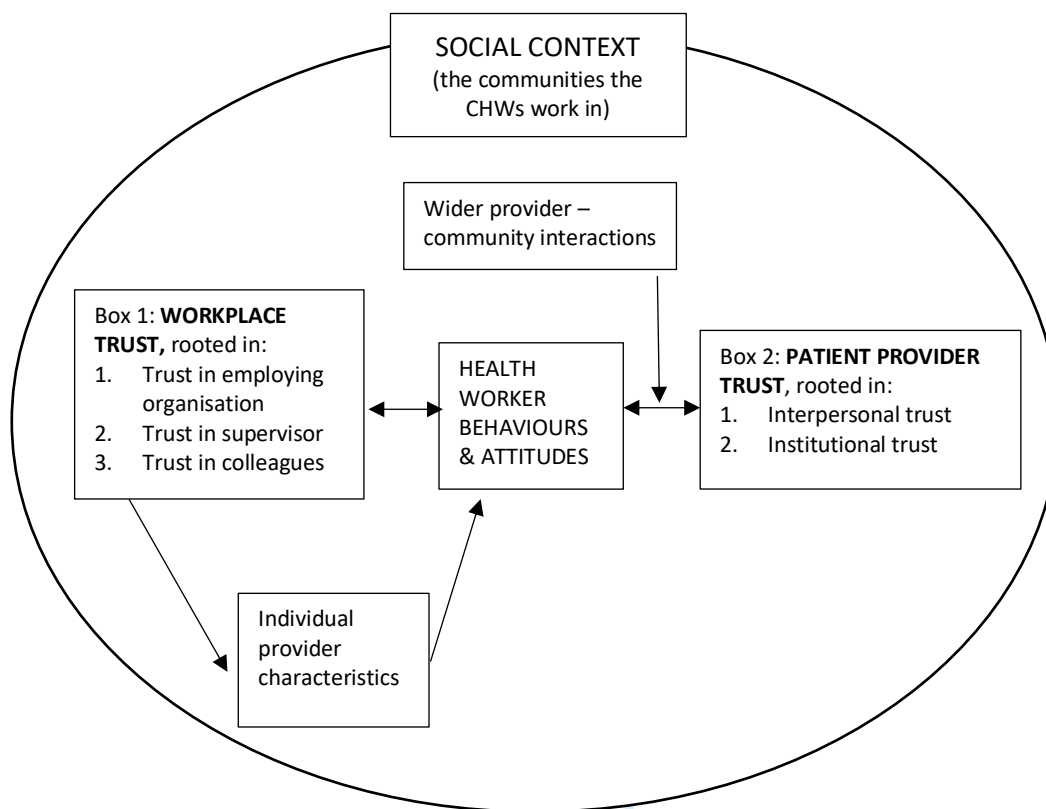 SOCIAL CONTEXT
(the communities the
CHWs work in)
Wider provider –
community interactions
Box 1: WORKPLACE
TRUST, rooted in:
1. Trust in employing
organisation
2. Trust in supervisor
3. Trust in colleagues
HEALTH
WORKER
BEHAVIOURS
& ATTITUDES
Box 2: PATIENT PROVIDER
TRUST, rooted in:
1. Interpersonal trust
2. Institutional trust
Individual
provider
characteristics